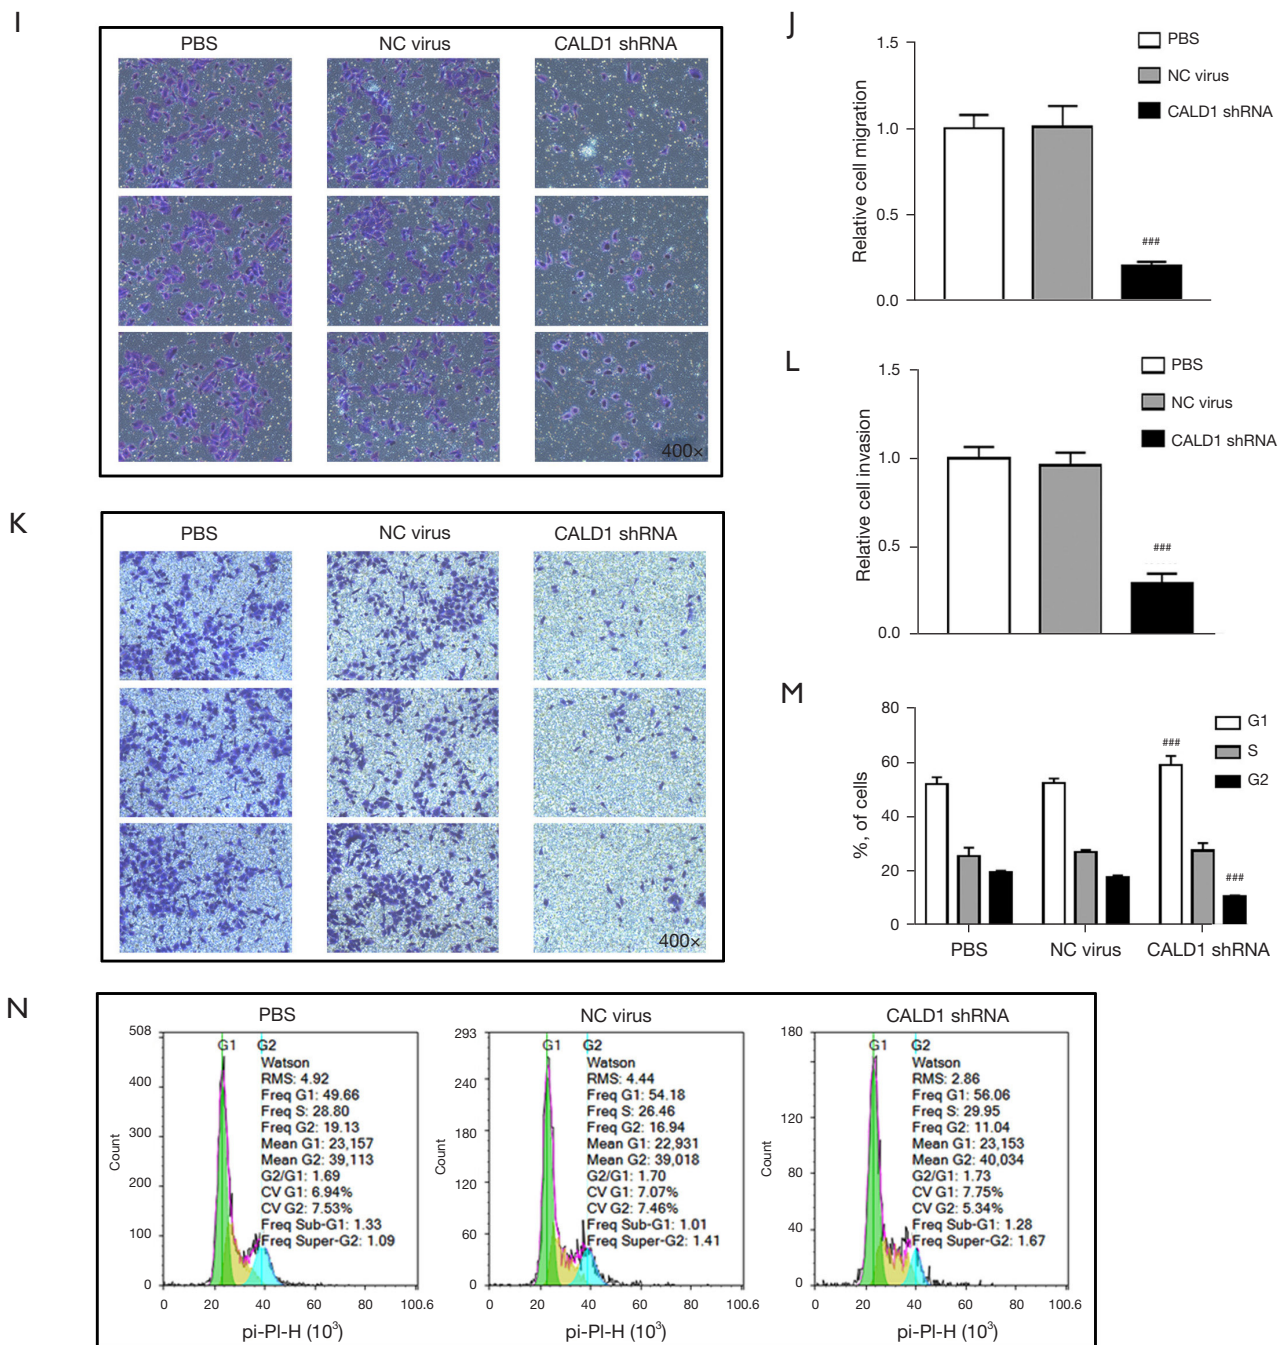 I
PBS NC virus CALD1 shRNA
400×
J
1.5
1.0
0.5
0.0
Relative cell migration
PBS
NC virus
CALD1 shRNA
###
K
PBS NC virus CALD1 shRNA
400×
L
1.5
1.0
0.5
0.0
Relative cell invasion
PBS
NC virus
CALD1 shRNA
###
M
80
60
40
20
0
%, of cells
G1
S
G2
###
###
PBS NC virus CALD1 shRNA
N
PBS
508
400
300
200
100
0
Count
G1 G2
Watson
RMS: 4.92
Freq G1: 49.66
Freq S: 28.80
Freq G2: 19.13
Mean G1: 23,157
Mean G2: 39,113
G2/G1: 1.69
CV G1: 6.94%
CV G2: 7.53%
Freq Sub-G1: 1.33
Freq Super-G2: 1.09
0 20 40 60 100.6
pi-PI-H (10³)
NC virus
293
240
180
120
60
0
Count
G1 G2
Watson
RMS: 4.44
Freq G1: 54.18
Freq S: 26.46
Freq G2: 16.94
Mean G1: 22,931
Mean G2: 39,018
G2/G1: 1.70
CV G1: 7.07%
CV G2: 7.46%
Freq Sub-G1: 1.01
Freq Super-G2: 1.41
0 20 40 60 100.6
pi-PI-H (10³)
CALD1 shRNA
180
120
80
40
0
Count
G1 G2
Watson
RMS: 2.86
Freq G1: 56.06
Freq S: 29.95
Freq G2: 11.04
Mean G1: 23,153
Mean G2: 40,034
G2/G1: 1.73
CV G1: 7.75%
CV G2: 5.34%
Freq Sub-G1: 1.28
Freq Super-G2: 1.67
0 20 40 60 100.6
pi-PI-H (10³)